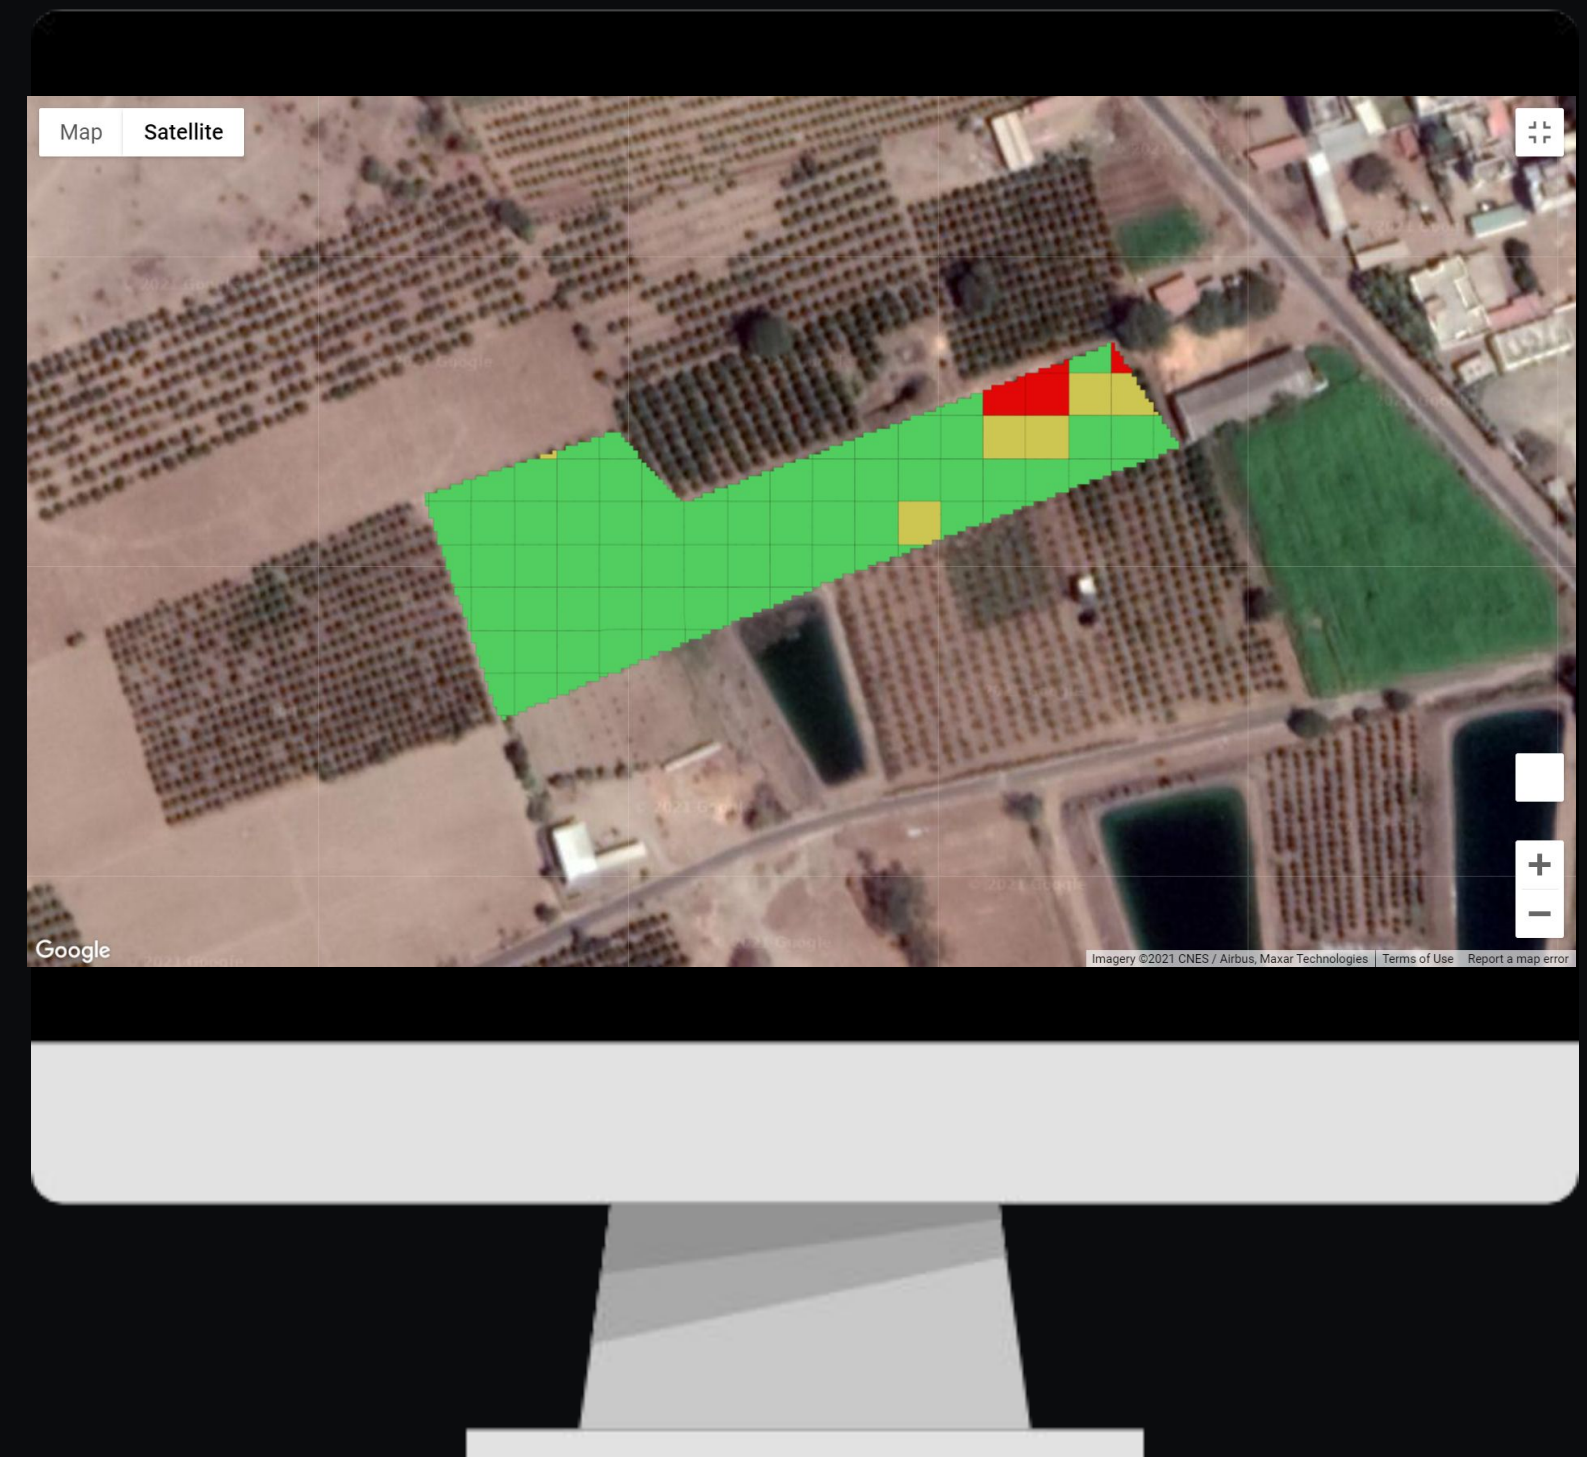 Map
Satellite
Google
Imagery ©2021 CNES / Airbus, Maxar Technologies
Terms of Use
Report a map error